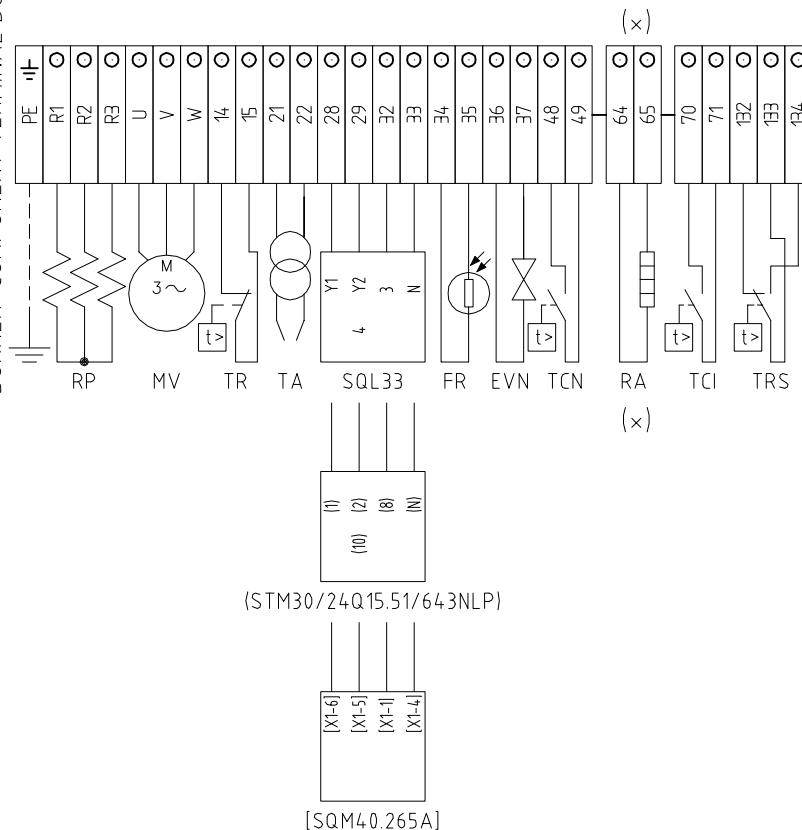 (x)
PE R1 R2 R3 U V W 14 15 21 22 28 29 32 33 34 35 36 37 48 49 64 65 70 71 132 133 134
M
3~
Y1 Y2 3 N
4
t> t> t> t>
RP MV TR TA SQL33 FR EVN TCN RA TCI TRS
(x)
(1) (2) (8) (N)
(10)
(STM30/24Q15.51/643NLP)
[X1-6] [X1-5] [X1-1] [X1-4]
[SQM40.265A]